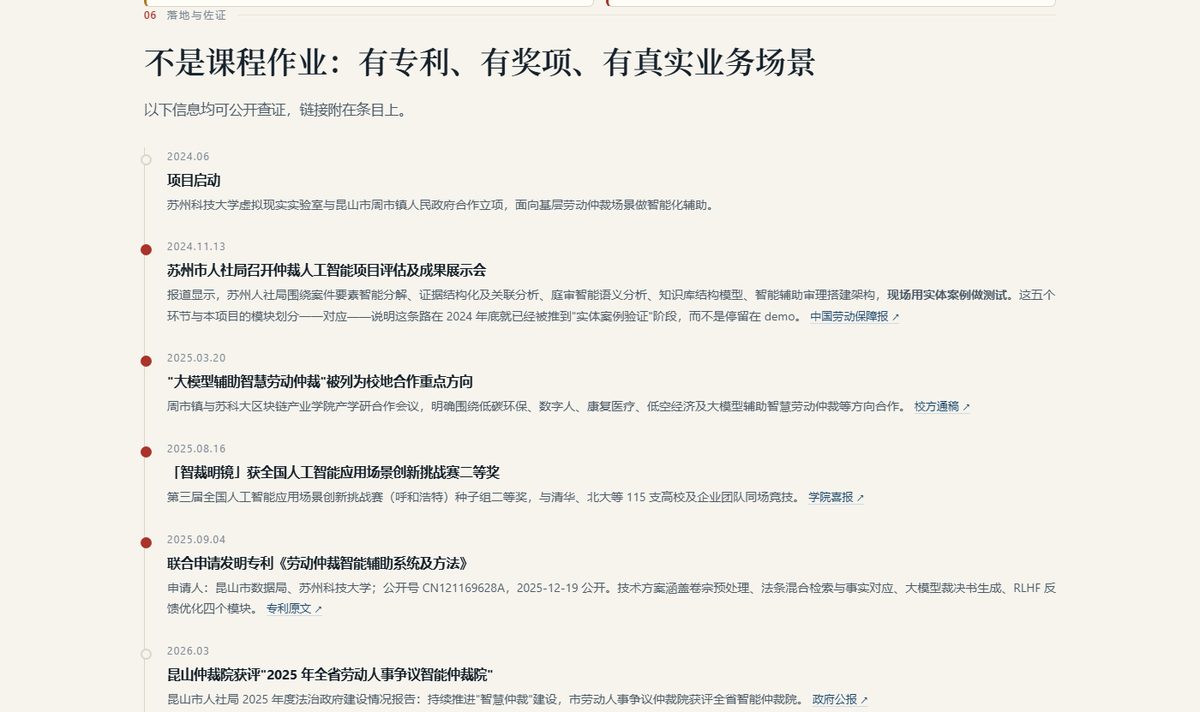 06 落地与佐证
不是课程作业：有专利、有奖项、有真实业务场景
以下信息均可公开查证，链接附在条目上。
2024.06
项目启动
苏州科技大学虚拟现实实验室与昆山市周市镇人民政府合作立项，面向基层劳动仲裁场景做智能化辅助。
2024.11.13
苏州市人社局召开仲裁人工智能项目评估及成果展示会
报道显示，苏州人社局围绕案件要素智能分解、证据结构化及关联分析、庭审智能语义分析、知识库结构模型、智能辅助审理搭建架构，现场用实体案例做测试。这五个
环节与本项目的模块划分一一对应——说明这条路在 2024 年底就已经被推到"实体案例验证"阶段，而不是停留在 demo。 中国劳动保障报 ↗
2025.03.20
"大模型辅助智慧劳动仲裁"被列为校地合作重点方向
周市镇与苏科大区块链产业学院产学研合作会议，明确围绕低碳环保、数字人、康复医疗、低空经济及大模型辅助智慧劳动仲裁等方向合作。 校方通稿 ↗
2025.08.16
「智裁明镜」获全国人工智能应用场景创新挑战赛二等奖
第三届全国人工智能应用场景创新挑战赛（呼和浩特）种子组二等奖，与清华、北大等 115 支高校及企业团队同场竞技。 学院喜报 ↗
2025.09.04
联合申请发明专利《劳动仲裁智能辅助系统及方法》
申请人：昆山市数据局、苏州科技大学；公开号 CN121169628A，2025-12-19 公开。技术方案涵盖卷宗预处理、法条混合检索与事实对应、大模型裁决书生成、RLHF 反
馈优化四个模块。 专利原文 ↗
2026.03
昆山仲裁院获评"2025 年全省劳动人事争议智能仲裁院"
昆山市人社局 2025 年度法治政府建设情况报告：持续推进"智慧仲裁"建设，市劳动人事争议仲裁院获评全省智能仲裁院。 政府公报 ↗